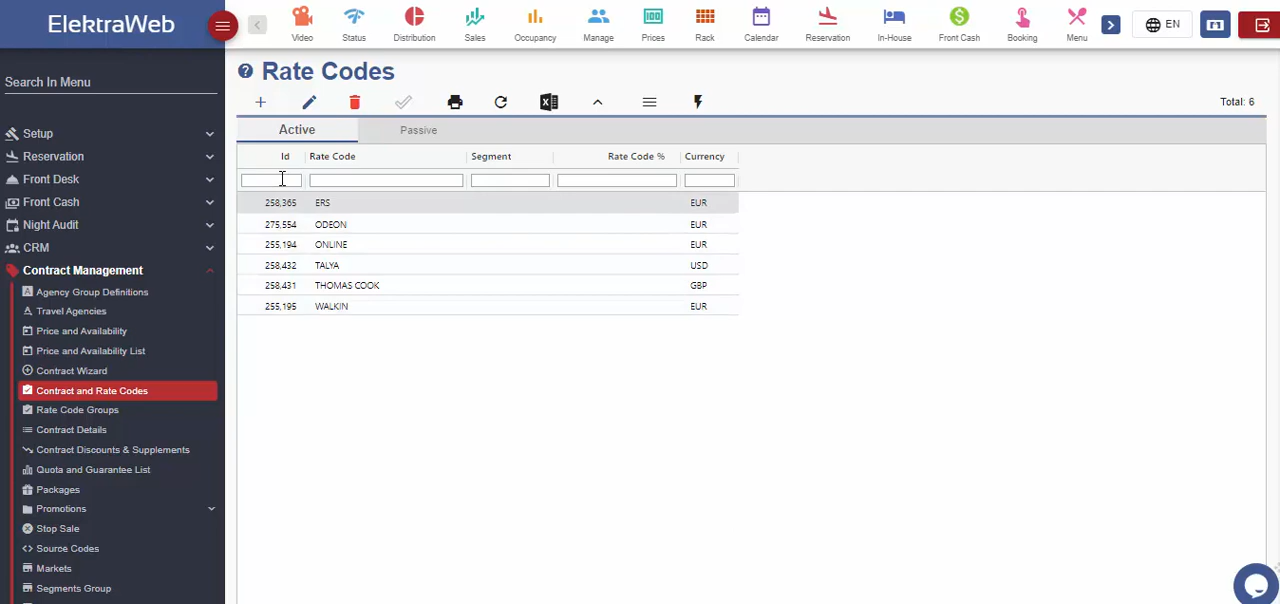 ElektraWeb
Video
Status
Distribution
Sales
Occupancy
Manage
100
Prices
Rack
Calendar
Reservation
In-House
Front Cash
Booking
Menu
EN
Search In Menu
? Rate Codes
Total: 6
Setup
Reservation
Front Desk
Front Cash
Night Audit
CRM
Contract Management
Agency Group Definitions
Travel Agencies
Price and Availability
Price and Availability List
Contract Wizard
Contract and Rate Codes
Rate Code Groups
Contract Details
Contract Discounts & Supplements
Quota and Guarantee List
Packages
Promotions
Stop Sale
Source Codes
Markets
Segments Group
Active Passive
Id Rate Code Segment Rate Code % Currency
258,365 ERS EUR
275,554 ODEON EUR
255,194 ONLINE EUR
258,432 TALYA USD
258,431 THOMAS COOK GBP
255,195 WALKIN EUR